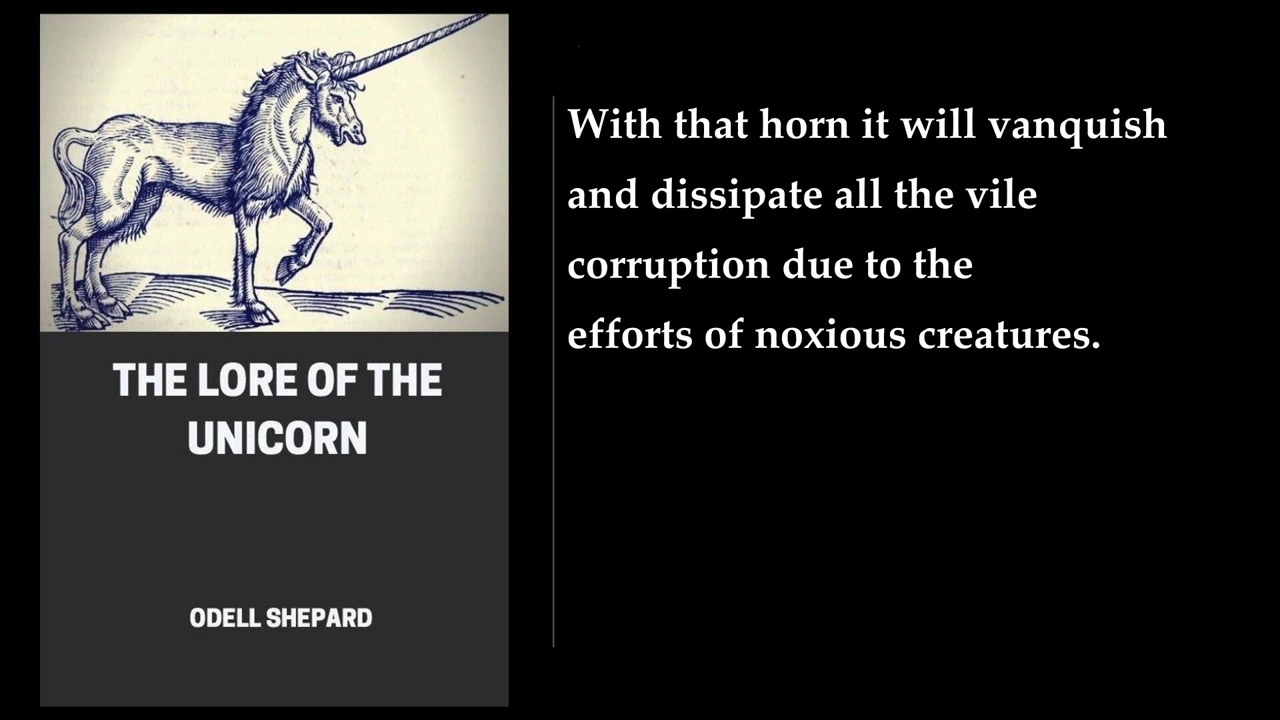 THE LORE OF THE
UNICORN
ODELL SHEPARD
With that horn it will vanquish
and dissipate all the vile
corruption due to the
efforts of noxious creatures.